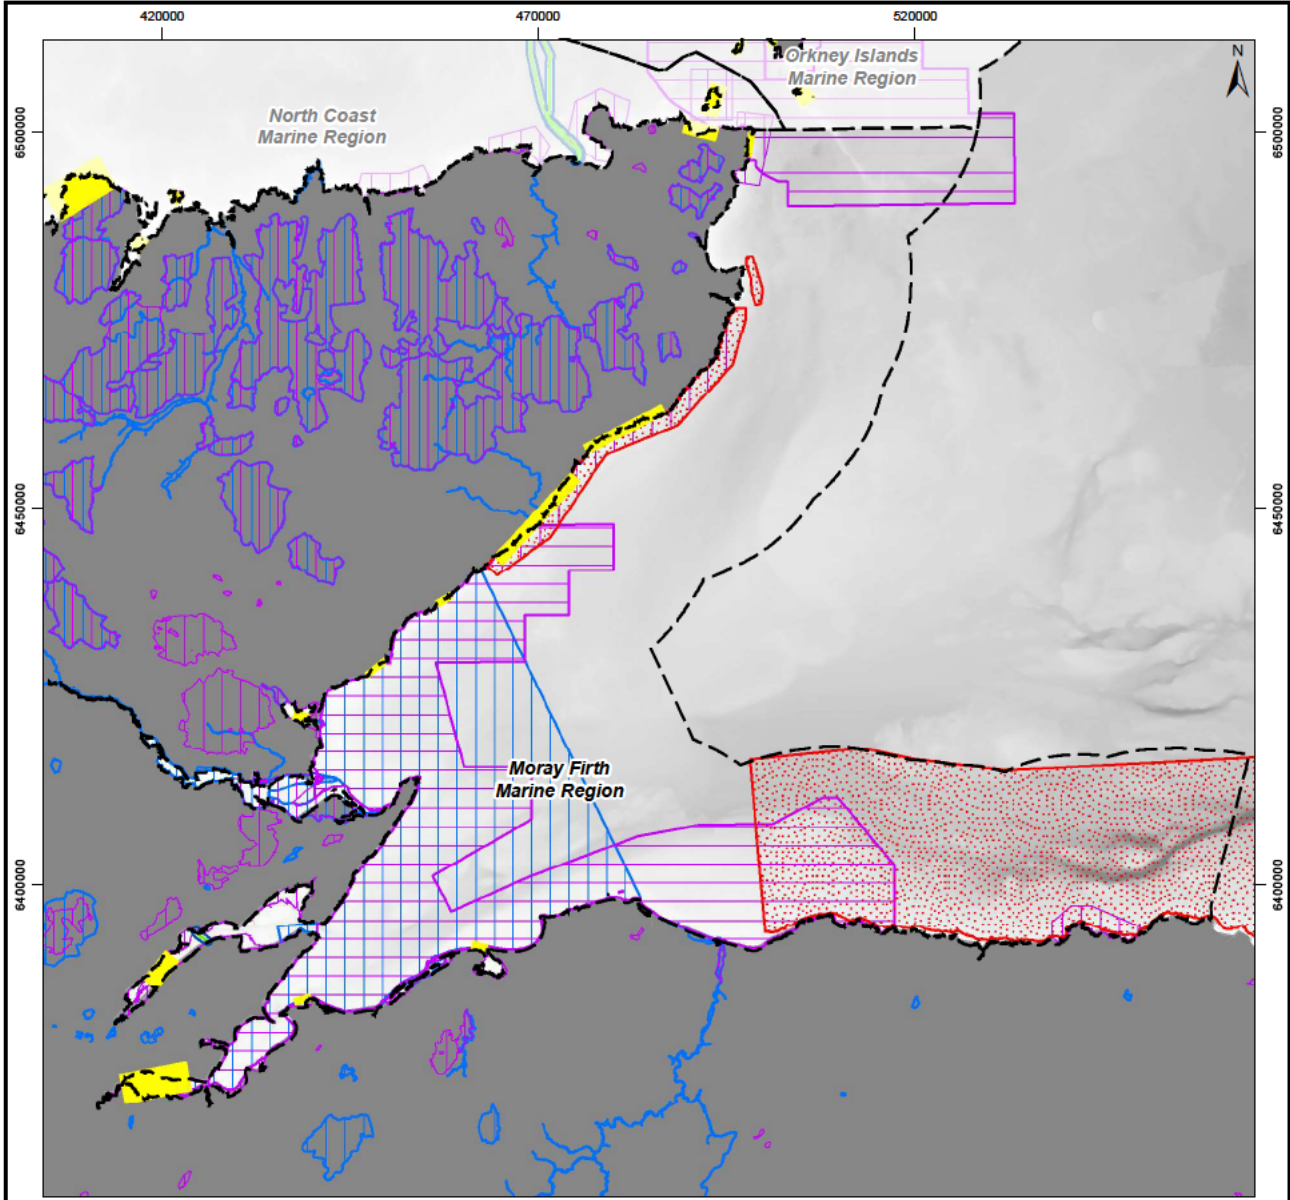 420000
470000
520000
N
Orkney Islands
Marine Region
North Coast
Marine Region
6500000
6500000
6450000
6450000
Moray Firth
Marine Region
6400000
6400000